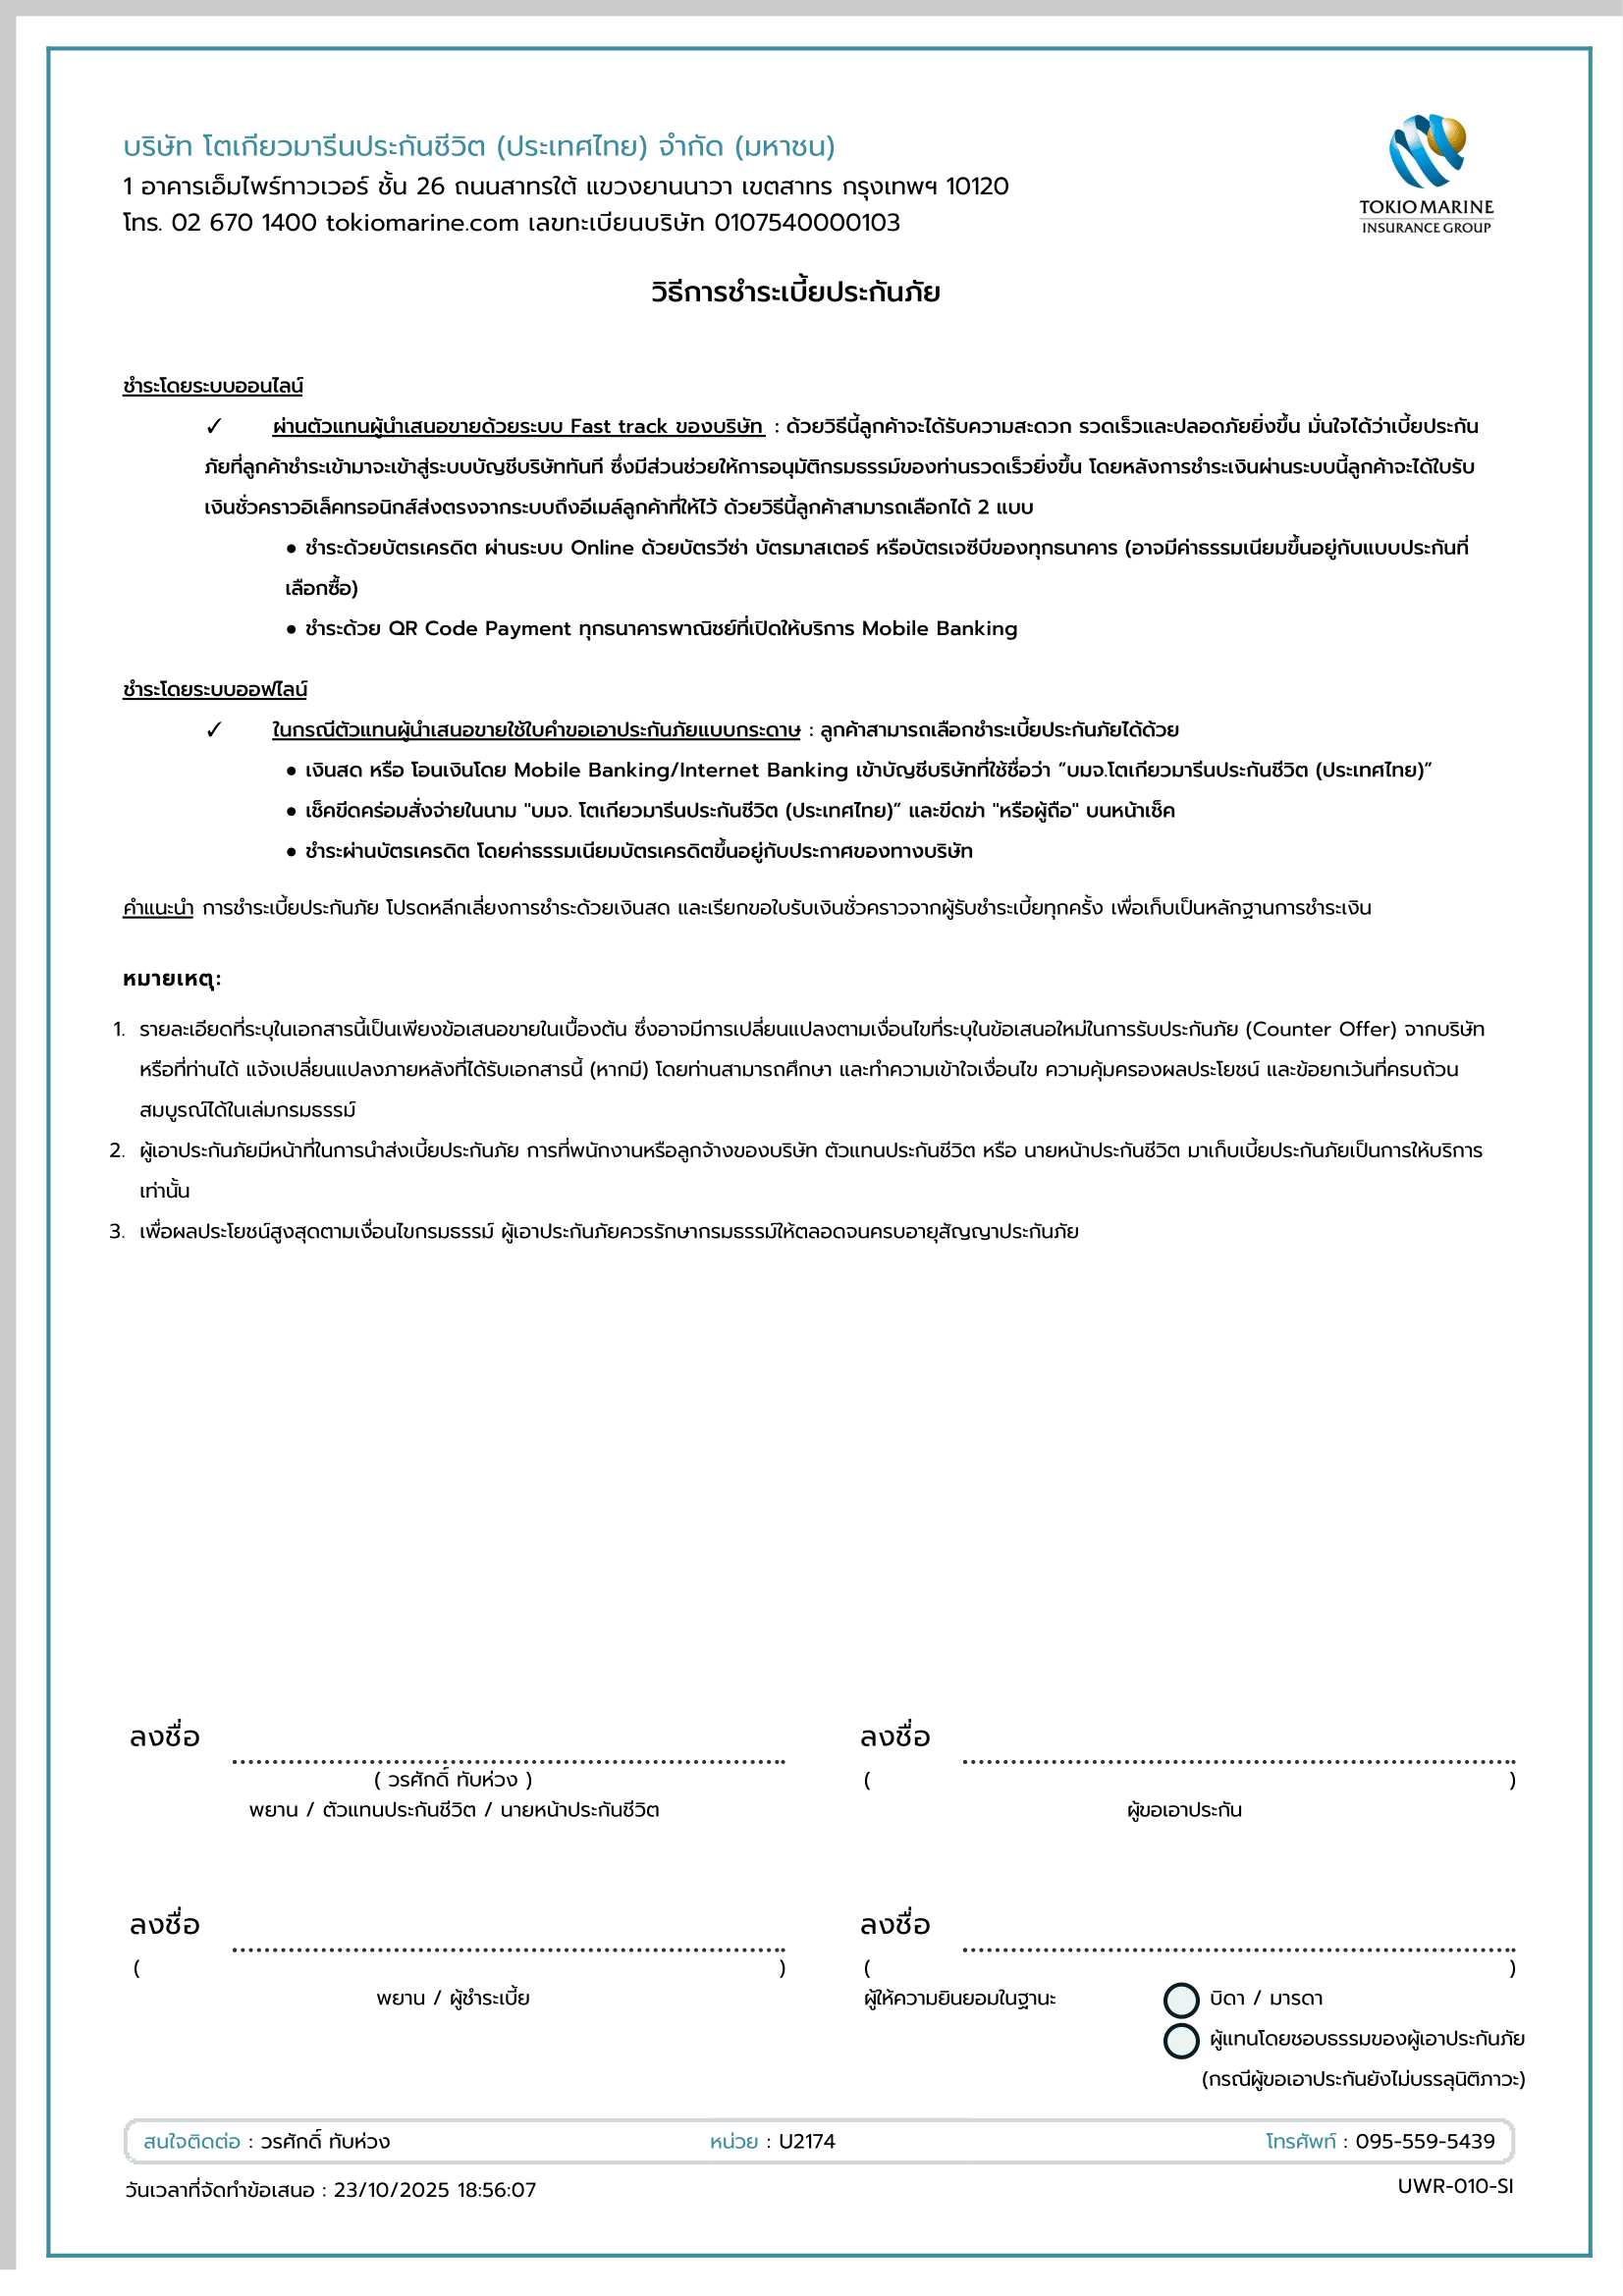 บริษัท โตเกียวมารีนประกันชีวิต (ประเทศไทย) จำกัด (มหาชน)
1 อาคารเอ็มไพร์ทาวเวอร์ ชั้น 26 ถนนสาทรใต้ แขวงยานนาวา เขตสาทร กรุงเทพฯ 10120
โทร. 02 670 1400 tokiomarine.com เลขทะเบียนบริษัท 0107540000103
TOKIO MARINE
INSURANCE GROUP
วิธีการชำระเบี้ยประกันภัย
ชำระโดยระบบออนไลน์
✓ ผ่านตัวแทนผู้นำเสนอขายด้วยระบบ Fast track ของบริษัท : ด้วยวิธีนี้ลูกค้าจะได้รับความสะดวก รวดเร็วและปลอดภัยยิ่งขึ้น มั่นใจได้ว่าเบี้ยประกัน
ภัยที่ลูกค้าชำระเข้ามาจะเข้าสู่ระบบบัญชีบริษัททันที ซึ่งมีส่วนช่วยให้การอนุมัติกรมธรรม์ของท่านรวดเร็วยิ่งขึ้น โดยหลังการชำระเงินผ่านระบบนี้ลูกค้าจะได้ใบรับ
เงินชั่วคราวอิเล็คทรอนิกส์ส่งตรงจากระบบถึงอีเมล์ลูกค้าที่ให้ไว้ ด้วยวิธีนี้ลูกค้าสามารถเลือกได้ 2 แบบ
● ชำระด้วยบัตรเครดิต ผ่านระบบ Online ด้วยบัตรวีซ่า บัตรมาสเตอร์ หรือบัตรเจซีบีของทุกธนาคาร (อาจมีค่าธรรมเนียมขึ้นอยู่กับแบบประกันที่
เลือกซื้อ)
● ชำระด้วย QR Code Payment ทุกธนาคารพาณิชย์ที่เปิดให้บริการ Mobile Banking
ชำระโดยระบบออฟไลน์
✓ ในกรณีตัวแทนผู้นำเสนอขายใช้ใบคำขอเอาประกันภัยแบบกระดาษ : ลูกค้าสามารถเลือกชำระเบี้ยประกันภัยได้ด้วย
● เงินสด หรือ โอนเงินโดย Mobile Banking/Internet Banking เข้าบัญชีบริษัทที่ใช้ชื่อว่า “บมจ.โตเกียวมารีนประกันชีวิต (ประเทศไทย)”
● เช็คขีดคร่อมสั่งจ่ายในนาม "บมจ. โตเกียวมารีนประกันชีวิต (ประเทศไทย)” และขีดฆ่า "หรือผู้ถือ" บนหน้าเช็ค
● ชำระผ่านบัตรเครดิต โดยค่าธรรมเนียมบัตรเครดิตขึ้นอยู่กับประกาศของทางบริษัท
คำแนะนำ การชำระเบี้ยประกันภัย โปรดหลีกเลี่ยงการชำระด้วยเงินสด และเรียกขอใบรับเงินชั่วคราวจากผู้รับชำระเบี้ยทุกครั้ง เพื่อเก็บเป็นหลักฐานการชำระเงิน
หมายเหตุ:
1. รายละเอียดที่ระบุในเอกสารนี้เป็นเพียงข้อเสนอขายในเบื้องต้น ซึ่งอาจมีการเปลี่ยนแปลงตามเงื่อนไขที่ระบุในข้อเสนอใหม่ในการรับประกันภัย (Counter Offer) จากบริษัท
หรือที่ท่านได้ แจ้งเปลี่ยนแปลงภายหลังที่ได้รับเอกสารนี้ (หากมี) โดยท่านสามารถศึกษา และทำความเข้าใจเงื่อนไข ความคุ้มครองผลประโยชน์ และข้อยกเว้นที่ครบถ้วน
สมบูรณ์ได้ในเล่มกรมธรรม์
2. ผู้เอาประกันภัยมีหน้าที่ในการนำส่งเบี้ยประกันภัย การที่พนักงานหรือลูกจ้างของบริษัท ตัวแทนประกันชีวิต หรือ นายหน้าประกันชีวิต มาเก็บเบี้ยประกันภัยเป็นการให้บริการ
เท่านั้น
3. เพื่อผลประโยชน์สูงสุดตามเงื่อนไขกรมธรรม์ ผู้เอาประกันภัยควรรักษากรมธรรม์ให้ตลอดจนครบอายุสัญญาประกันภัย
ลงชื่อ ........................................ ลงชื่อ ........................................
( วรศักดิ์ ทับห่วง ) ( )
พยาน / ตัวแทนประกันชีวิต / นายหน้าประกันชีวิต ผู้ขอเอาประกัน
ลงชื่อ ........................................ ลงชื่อ ........................................
( ) ( )
พยาน / ผู้ชำระเบี้ย ผู้ให้ความยินยอมในฐานะ บิดา / มารดา
ผู้แทนโดยชอบธรรมของผู้เอาประกันภัย
(กรณีผู้ขอเอาประกันยังไม่บรรลุนิติภาวะ)
สนใจติดต่อ : วรศักดิ์ ทับห่วง หน่วย : U2174 โทรศัพท์ : 095-559-5439
วันเวลาที่จัดทำข้อเสนอ : 23/10/2025 18:56:07 UWR-010-SI